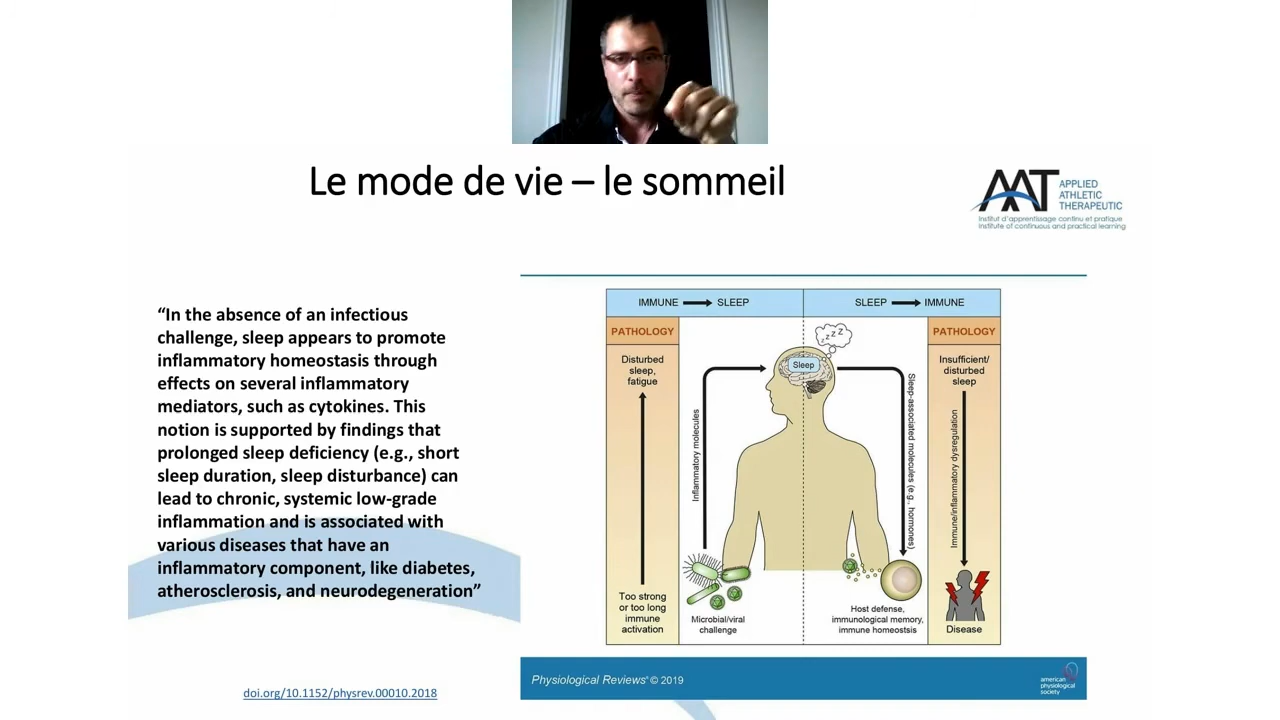 Le mode de vie – le sommeil
AAT
APPLIED
ATHLETIC
THERAPEUTIC
Institut d'apprentissage continu et pratique
Institute of continuous and practical learning
“In the absence of an infectious
challenge, sleep appears to promote
inflammatory homeostasis through
effects on several inflammatory
mediators, such as cytokines. This
notion is supported by findings that
prolonged sleep deficiency (e.g., short
sleep duration, sleep disturbance) can
lead to chronic, systemic low-grade
inflammation and is associated with
various diseases that have an
inflammatory component, like diabetes,
atherosclerosis, and neurodegeneration”
doi.org/10.1152/physrev.00010.2018
IMMUNE SLEEP
SLEEP IMMUNE
PATHOLOGY
Disturbed
sleep,
fatigue
Too strong
or too long
immune
activation
Inflammatory molecules
Microbial/viral
challenge
z z z z
Sleep
Sleep-associated molecules (e.g., hormones)
Host defense,
immunological memory,
immune homeostsis
PATHOLOGY
Insufficient/
disturbed
sleep
Immune/inflammatory dysregulation
Disease
Physiological Reviews® © 2019
american
physiological
society